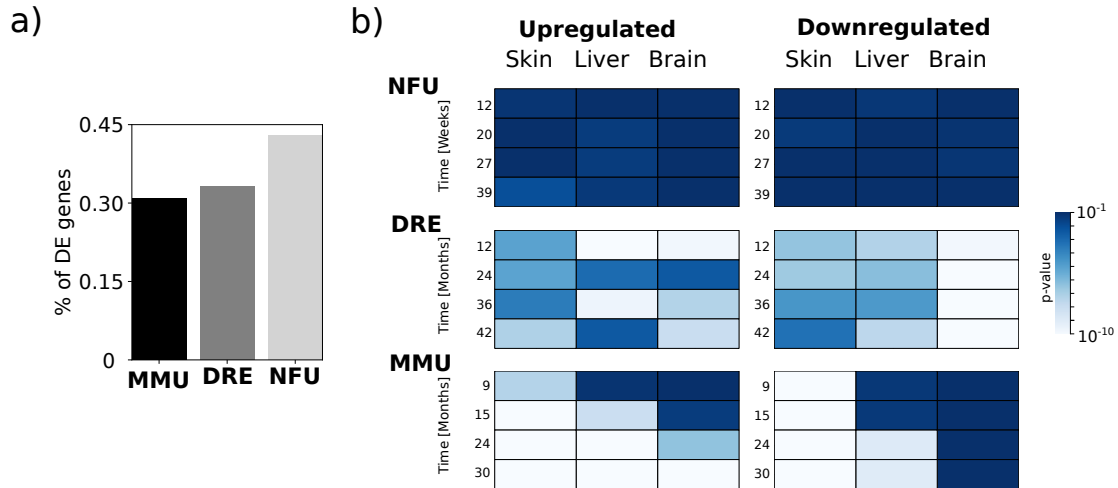 a)
% of DE genes
0.45
0.30
0.15
0
MMU DRE NFU
b)
Upregulated Downregulated
Skin Liver Brain Skin Liver Brain
NFU
Time [Weeks]
12 12
20 20
27 27
39 39
DRE
Time [Months]
12 12
24 24
36 36
42 42
MMU
Time [Months]
9 9
15 15
24 24
30 30
10-1
p-value
10-10